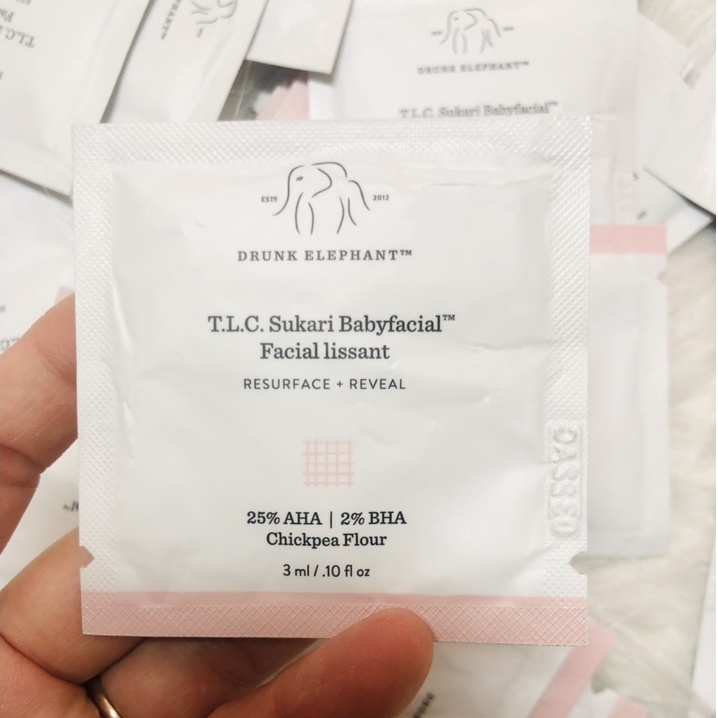 DRUNK ELEPHANT™
T.L.C. Sukari Babyfacial™
ESTD 2012
DRUNK ELEPHANT™
T.L.C. Sukari Babyfacial™
Facial lissant
RESURFACE + REVEAL
25% AHA | 2% BHA
Chickpea Flour
3 ml / .10 fl oz